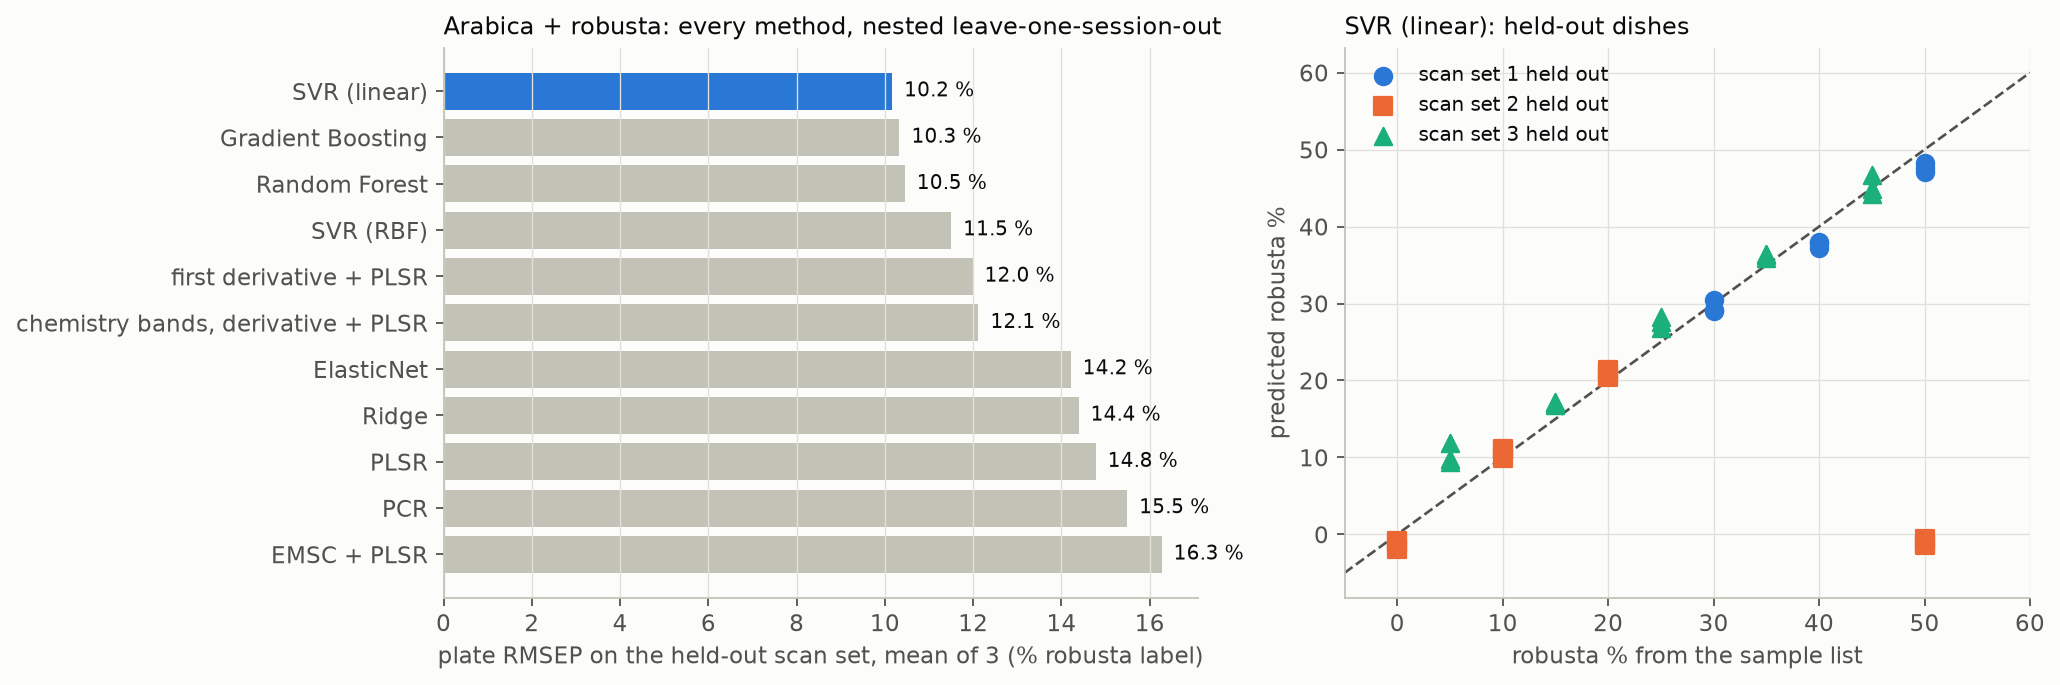 Arabica + robusta: every method, nested leave-one-session-out
SVR (linear)
10.2 %
Gradient Boosting
10.3 %
Random Forest
10.5 %
SVR (RBF)
11.5 %
first derivative + PLSR
12.0 %
chemistry bands, derivative + PLSR
12.1 %
ElasticNet
14.2 %
Ridge
14.4 %
PLSR
14.8 %
PCR
15.5 %
EMSC + PLSR
16.3 %
0 2 4 6 8 10 12 14 16
plate RMSEP on the held-out scan set, mean of 3 (% robusta label)
SVR (linear): held-out dishes
scan set 1 held out
scan set 2 held out
scan set 3 held out
predicted robusta %
60
50
40
30
20
10
0
0 10 20 30 40 50 60
robusta % from the sample list